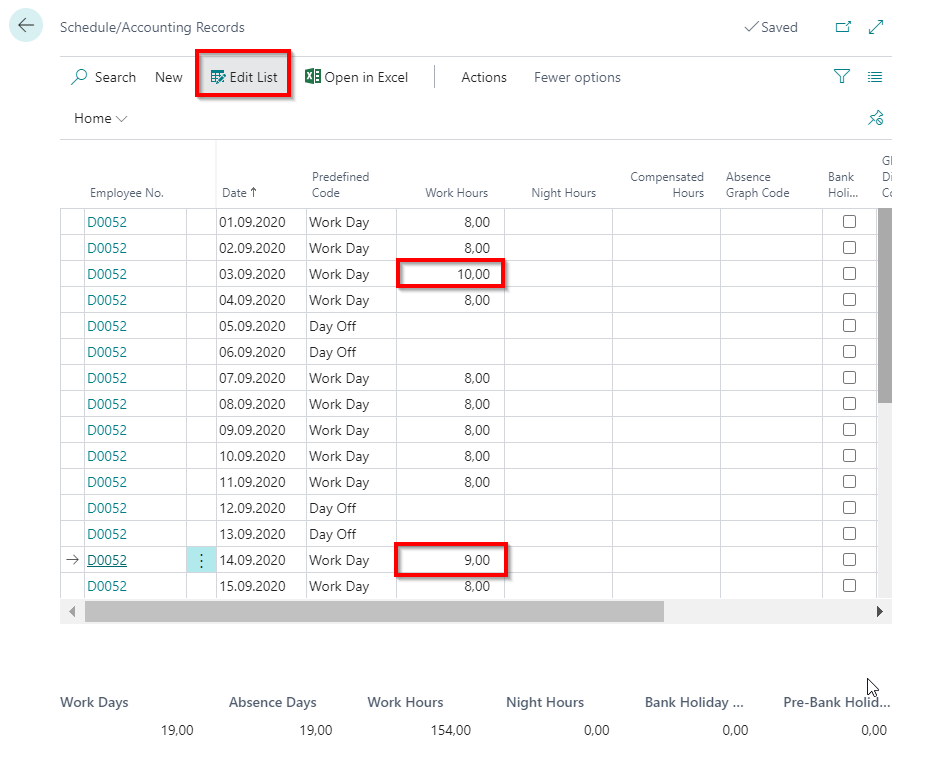 Schedule/Accounting Records
Saved
Search New Edit List Open in Excel Actions Fewer options
Home
Employee No. Date ↑ Predefined Code Work Hours Night Hours Compensated Hours Absence Graph Code Bank Holi... Gl Di Co
D0052 01.09.2020 Work Day 8,00
D0052 02.09.2020 Work Day 8,00
D0052 03.09.2020 Work Day 10,00
D0052 04.09.2020 Work Day 8,00
D0052 05.09.2020 Day Off
D0052 06.09.2020 Day Off
D0052 07.09.2020 Work Day 8,00
D0052 08.09.2020 Work Day 8,00
D0052 09.09.2020 Work Day 8,00
D0052 10.09.2020 Work Day 8,00
D0052 11.09.2020 Work Day 8,00
D0052 12.09.2020 Day Off
D0052 13.09.2020 Day Off
D0052 14.09.2020 Work Day 9,00
D0052 15.09.2020 Work Day 8,00
Work Days Absence Days Work Hours Night Hours Bank Holiday ... Pre-Bank Holid...
19,00 19,00 154,00 0,00 0,00 0,00